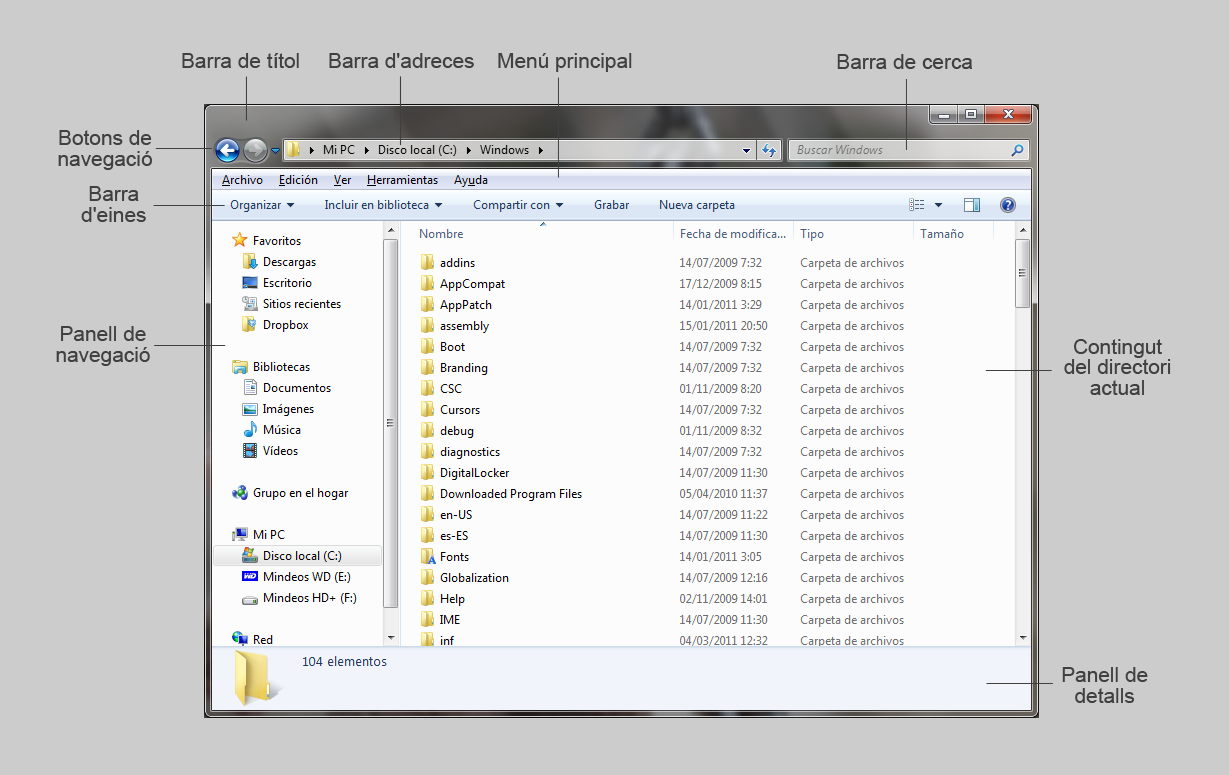 Barra de títol
Barra d'adreces
Menú principal
Barra de cerca
Botons de
navegació
Mi PC
Disco local (C:)
Windows
Buscar Windows
Archivo Edición Ver Herramientas Ayuda
Barra
d'eines
Organizar Incluir en biblioteca Compartir con Grabar Nueva carpeta
Panell de
navegació
Favoritos
Descargas
Escritorio
Sitios recientes
Dropbox
Bibliotecas
Documentos
Imágenes
Música
Vídeos
Grupo en el hogar
Mi PC
Disco local (C:)
WD Mindeos WD (E:)
Mindeos HD+ (F:)
Red
Nombre Fecha de modifica... Tipo Tamaño
addins 14/07/2009 7:32 Carpeta de archivos
AppCompat 17/12/2009 8:15 Carpeta de archivos
AppPatch 14/01/2011 3:29 Carpeta de archivos
assembly 15/01/2011 20:50 Carpeta de archivos
Boot 14/07/2009 7:32 Carpeta de archivos
Branding 14/07/2009 7:32 Carpeta de archivos
CSC 01/11/2009 8:20 Carpeta de archivos
Cursors 14/07/2009 7:32 Carpeta de archivos
debug 01/11/2009 8:32 Carpeta de archivos
diagnostics 14/07/2009 7:32 Carpeta de archivos
DigitalLocker 14/07/2009 11:30 Carpeta de archivos
Downloaded Program Files 05/04/2010 11:37 Carpeta de archivos
en-US 14/07/2009 11:22 Carpeta de archivos
es-ES 14/07/2009 11:30 Carpeta de archivos
Fonts 14/01/2011 3:05 Carpeta de archivos
Globalization 14/07/2009 12:16 Carpeta de archivos
Help 02/11/2009 14:01 Carpeta de archivos
IME 14/07/2009 11:30 Carpeta de archivos
inf 04/03/2011 12:32 Carpeta de archivos
Contingut
del directori
actual
104 elementos
Panell de
detalls